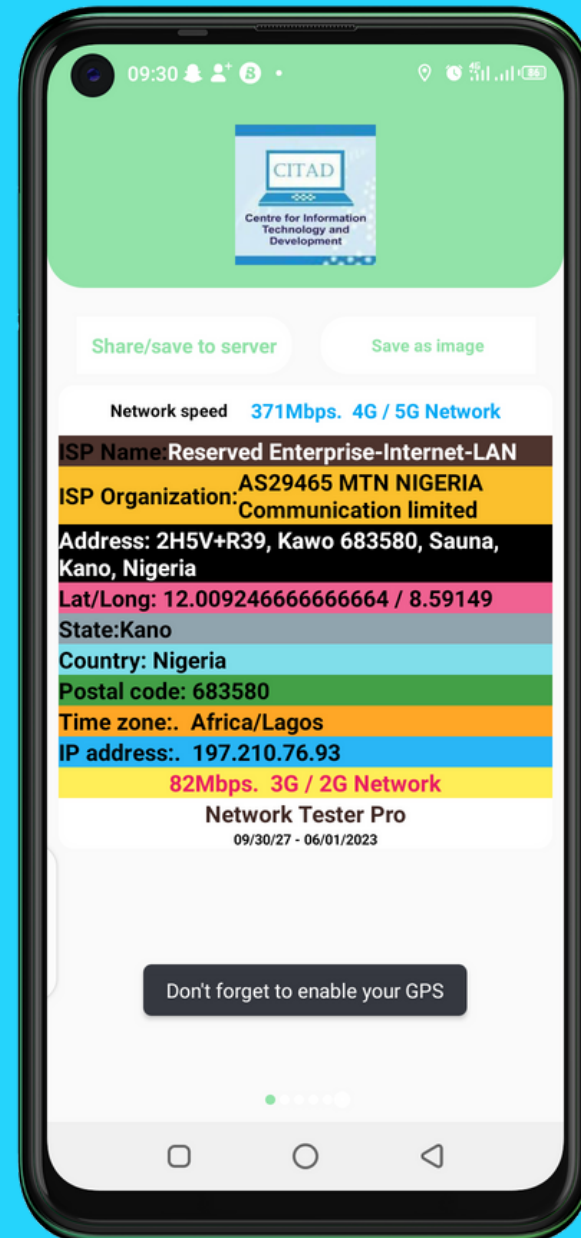 09:30
4G
86
CITAD
Centre for Information
Technology and
Development
Share/save to server
Save as image
Network speed 371Mbps. 4G / 5G Network
ISP Name:Reserved Enterprise-Internet-LAN
ISP Organization:AS29465 MTN NIGERIA
Communication limited
Address: 2H5V+R39, Kawo 683580, Sauna,
Kano, Nigeria
Lat/Long: 12.009246666666664 / 8.59149
State:Kano
Country: Nigeria
Postal code: 683580
Time zone:. Africa/Lagos
IP address:. 197.210.76.93
82Mbps. 3G / 2G Network
Network Tester Pro
09/30/27 - 06/01/2023
Don't forget to enable your GPS